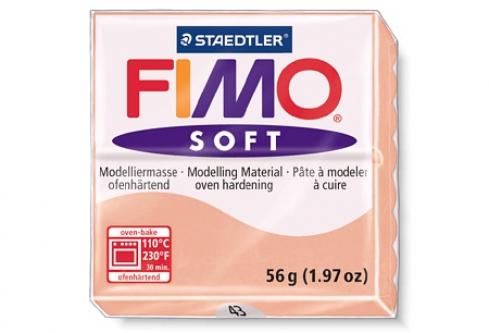 STAEDTLER
FIMO
SOFT
Modelliermasse · Modelling Material · Pâte à modeler
ofenhärtend oven hardening à cuire
oven-bake
110°C
230°F
30 min.
ofenhärtend
56 g (1.97 oz)
43